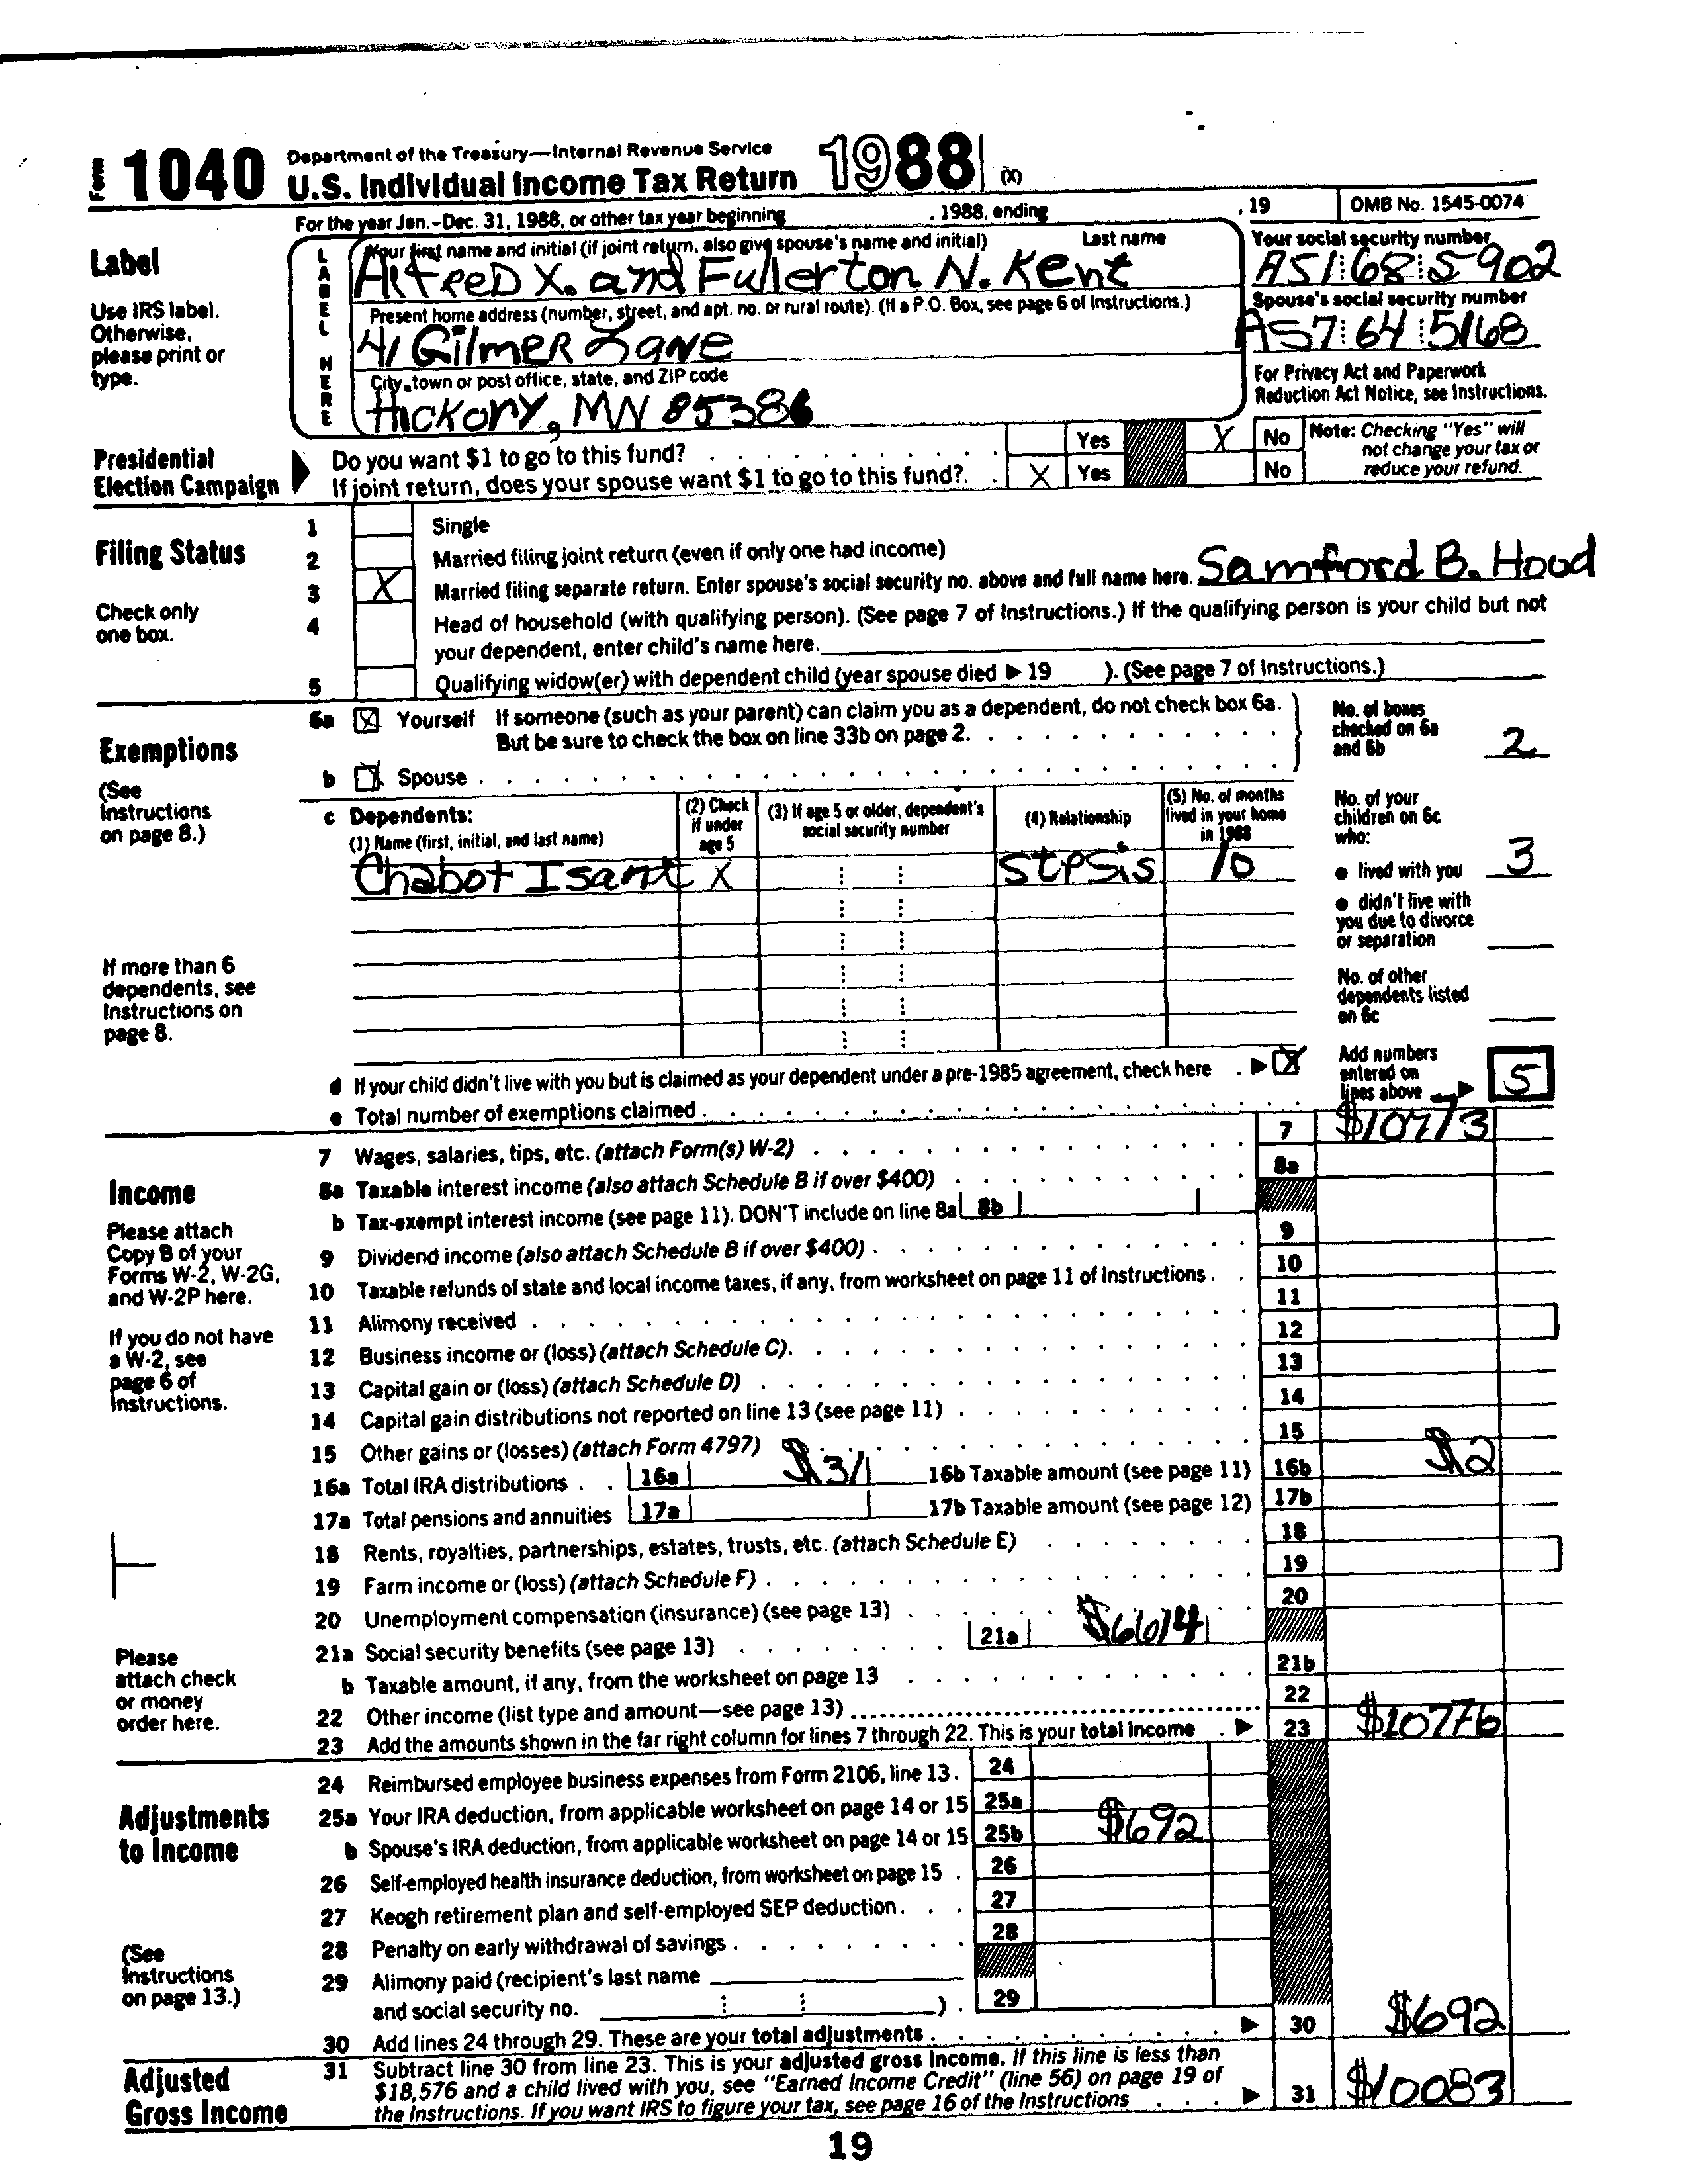 Form 1040 Department of the Treasury—Internal Revenue Service
U.S. Individual Income Tax Return 1988 (X)
For the year Jan.–Dec. 31, 1988, or other tax year beginning , 1988, ending , 19 OMB No. 1545-0074
Label
Use IRS label. Otherwise, please print or type.
LABEL HERE
Your first name and initial (if joint return, also give spouse's name and initial) Last name
AlfreeD X. and Fullerton N. Kent
Your social security number
A51 68 5902
Present home address (number, street, and apt. no. or rural route). (If a P.O. Box, see page 6 of Instructions.)
41 Gilmer Lane
Spouse's social security number
A57 64 5168
City, town or post office, state, and ZIP code
Hickory, MN 85386
For Privacy Act and Paperwork Reduction Act Notice, see Instructions.
Presidential Election Campaign
Do you want $1 to go to this fund? Yes X No
If joint return, does your spouse want $1 to go to this fund? X Yes No
Note: Checking "Yes" will not change your tax or reduce your refund.
Filing Status
Check only one box.
1 Single
2 Married filing joint return (even if only one had income)
3 X Married filing separate return. Enter spouse's social security no. above and full name here. Samford B. Hood
4 Head of household (with qualifying person). (See page 7 of Instructions.) If the qualifying person is your child but not
your dependent, enter child's name here.
5 Qualifying widow(er) with dependent child (year spouse died ▶ 19 ). (See page 7 of Instructions.)
Exemptions
(See Instructions on page 8.)
6a X Yourself If someone (such as your parent) can claim you as a dependent, do not check box 6a.
But be sure to check the box on line 33b on page 2.
b X Spouse
No. of boxes checked on 6a and 6b 2
c Dependents:
(1) Name (first, initial, and last name)
(2) Check if under age 5
(3) If age 5 or older, dependent's social security number
(4) Relationship
(5) No. of months lived in your home in 1988
Chabot Isant X StpSis 10
No. of your children on 6c who:
● lived with you 3
● didn't live with you due to divorce or separation
No. of other dependents listed on 6c
If more than 6 dependents, see Instructions on page 8.
d If your child didn't live with you but is claimed as your dependent under a pre-1985 agreement, check here ▶ X
e Total number of exemptions claimed
Add numbers entered on lines above ▶ 5
Income
Please attach Copy B of your Forms W-2, W-2G, and W-2P here.
If you do not have a W-2, see page 6 of Instructions.
Please attach check or money order here.
7 Wages, salaries, tips, etc. (attach Form(s) W-2) 7 $10773
8a Taxable interest income (also attach Schedule B if over $400) 8a
b Tax-exempt interest income (see page 11). DON'T include on line 8a 8b
9 Dividend income (also attach Schedule B if over $400) 9
10 Taxable refunds of state and local income taxes, if any, from worksheet on page 11 of Instructions 10
11 Alimony received 11
12 Business income or (loss) (attach Schedule C) 12
13 Capital gain or (loss) (attach Schedule D) 13
14 Capital gain distributions not reported on line 13 (see page 11) 14
15 Other gains or (losses) (attach Form 4797) 15
16a Total IRA distributions 16a $31 16b Taxable amount (see page 11) 16b $2
17a Total pensions and annuities 17a 17b Taxable amount (see page 12) 17b
18 Rents, royalties, partnerships, estates, trusts, etc. (attach Schedule E) 18
19 Farm income or (loss) (attach Schedule F) 19
20 Unemployment compensation (insurance) (see page 13) 20
21a Social security benefits (see page 13) 21a $6614
b Taxable amount, if any, from the worksheet on page 13 21b
22 Other income (list type and amount—see page 13) 22
23 Add the amounts shown in the far right column for lines 7 through 22. This is your total income ▶ 23 $10776
Adjustments to Income
(See Instructions on page 13.)
24 Reimbursed employee business expenses from Form 2106, line 13 24
25a Your IRA deduction, from applicable worksheet on page 14 or 15 25a
b Spouse's IRA deduction, from applicable worksheet on page 14 or 15 25b $692
26 Self-employed health insurance deduction, from worksheet on page 15 26
27 Keogh retirement plan and self-employed SEP deduction 27
28 Penalty on early withdrawal of savings 28
29 Alimony paid (recipient's last name
and social security no. ) 29
30 Add lines 24 through 29. These are your total adjustments ▶ 30 $692
Adjusted Gross Income
31 Subtract line 30 from line 23. This is your adjusted gross income. If this line is less than
$18,576 and a child lived with you, see "Earned Income Credit" (line 56) on page 19 of
the Instructions. If you want IRS to figure your tax, see page 16 of the Instructions ▶ 31 $10083
19